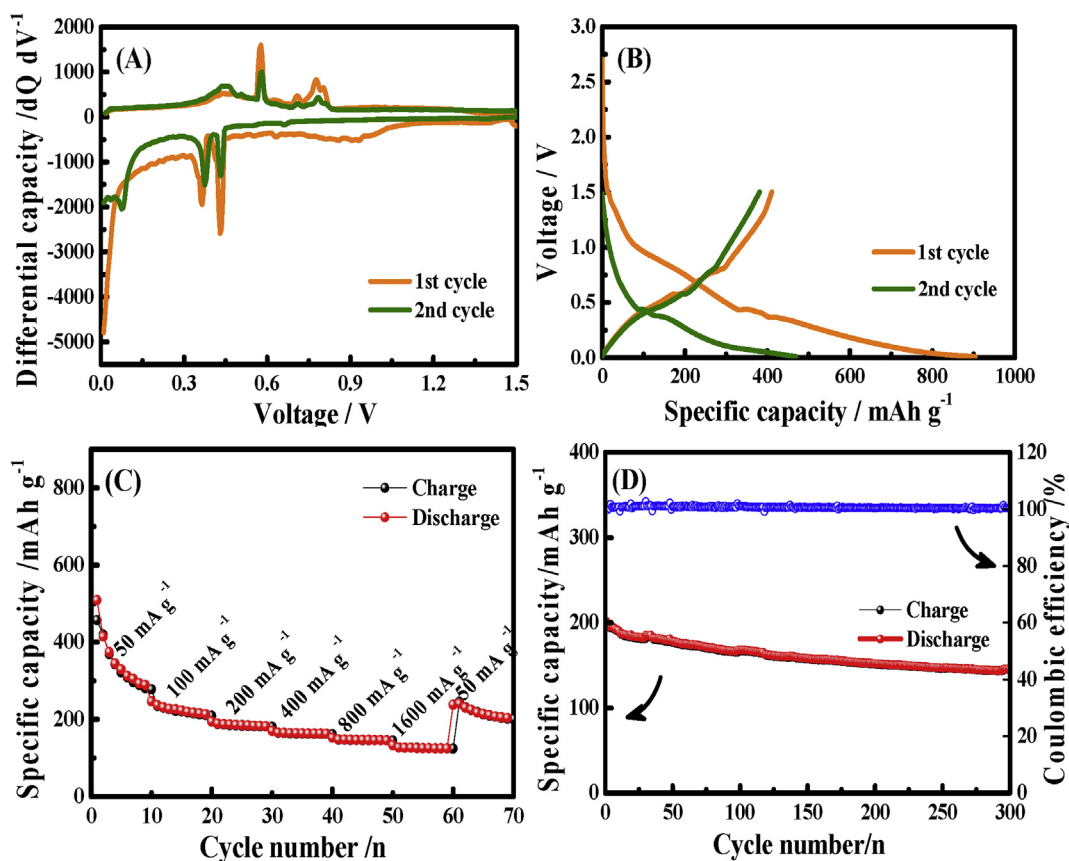 (A)
Differential capacity /dQ dV⁻¹
2000
1000
0
-1000
-2000
-3000
-4000
-5000
1st cycle
2nd cycle
0.0 0.3 0.6 0.9 1.2 1.5
Voltage / V
(B)
Voltage / V
3.0
2.5
2.0
1.5
1.0
0.5
0.0
1st cycle
2nd cycle
0 200 400 600 800 1000
Specific capacity / mAh g⁻¹
(C)
Specific capacity /mAh g⁻¹
800
600
400
200
0
Charge
Discharge
50 mA g⁻¹
100 mA g⁻¹
200 mA g⁻¹
400 mA g⁻¹
800 mA g⁻¹
1600 mA g⁻¹
50 mA g⁻¹
0 10 20 30 40 50 60 70
Cycle number /n
(D)
Specific capacity/mAh g⁻¹
400
300
200
100
0
Charge
Discharge
120
100
80
60
40
20
0
Coulombic efficiency /%
0 50 100 150 200 250 300
Cycle number/n